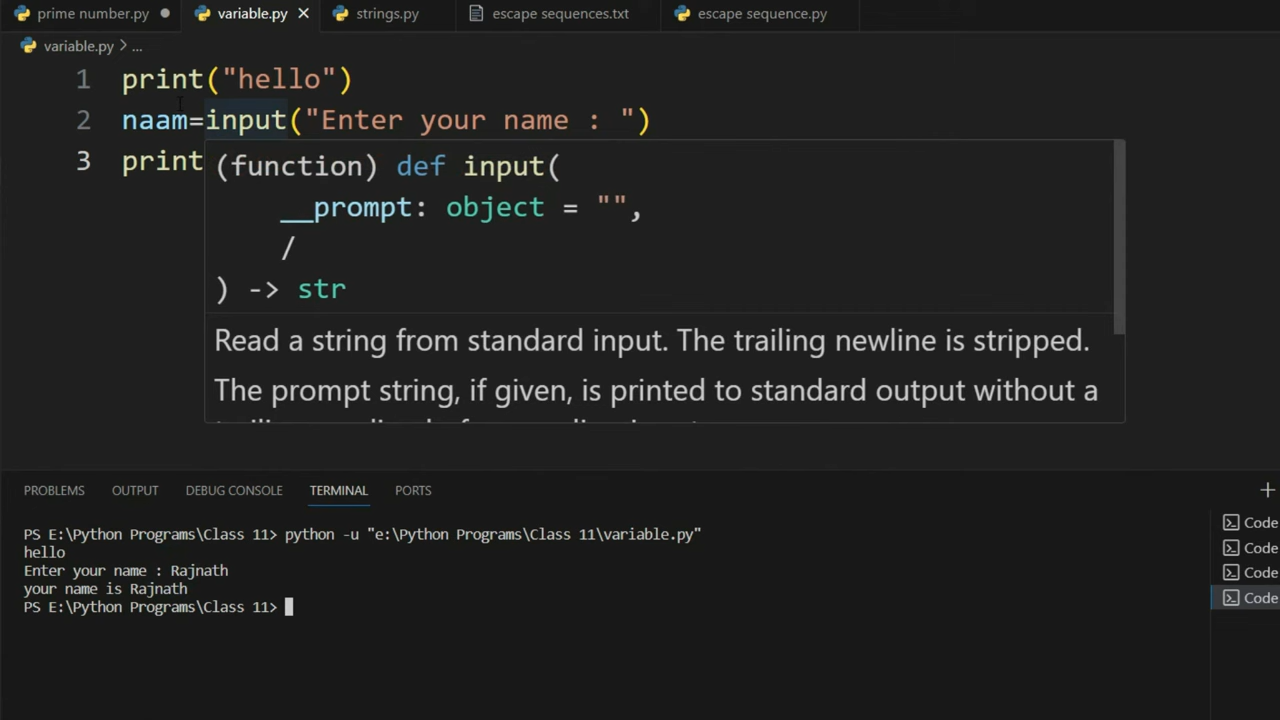 prime number.py variable.py strings.py escape sequences.txt escape sequence.py
variable.py > ...
1 print("hello")
2 naam=input("Enter your name : ")
3 print
(function) def input(
__prompt: object = "",
/
) -> str
Read a string from standard input. The trailing newline is stripped.
The prompt string, if given, is printed to standard output without a
PROBLEMS OUTPUT DEBUG CONSOLE TERMINAL PORTS
PS E:\Python Programs\Class 11> python -u "e:\Python Programs\Class 11\variable.py"
hello
Enter your name : Rajnath
your name is Rajnath
PS E:\Python Programs\Class 11>
Code
Code
Code
Code